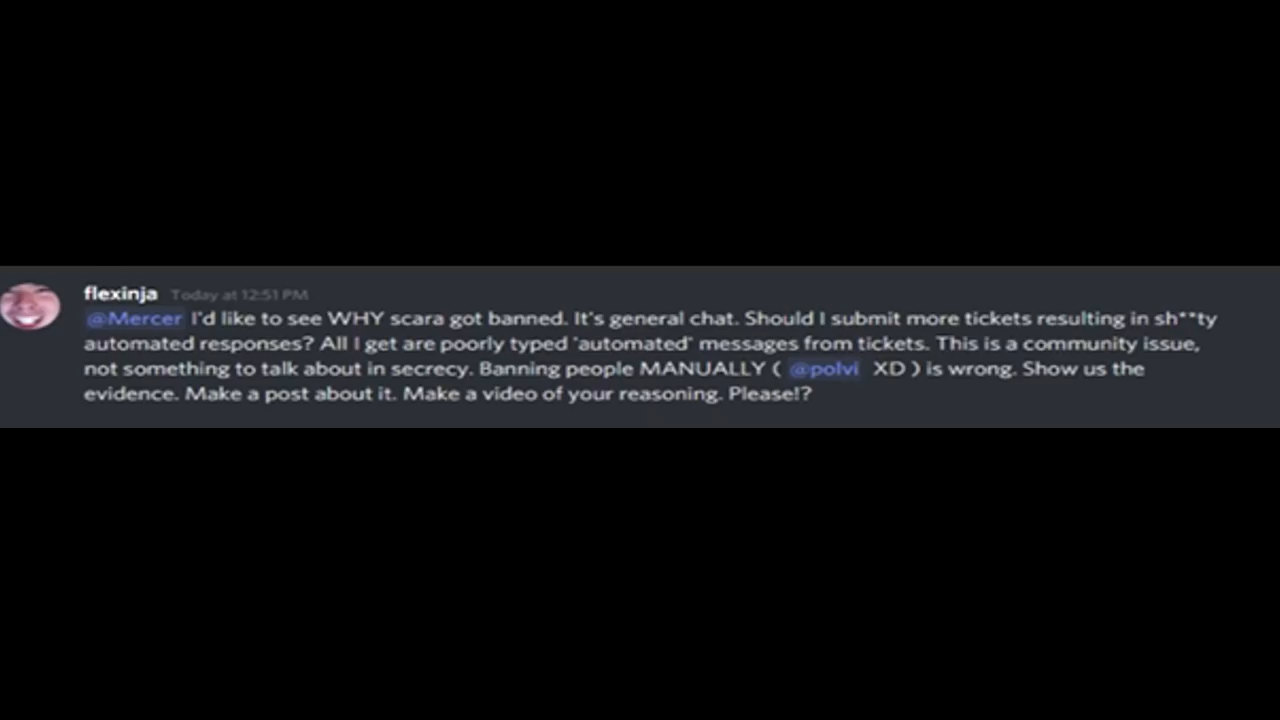 flexinja Today at 12:51 PM
@Mercer I'd like to see WHY scara got banned. It's general chat. Should I submit more tickets resulting in sh**ty
automated responses? All I get are poorly typed 'automated' messages from tickets. This is a community issue,
not something to talk about in secrecy. Banning people MANUALLY ( @polvi XD ) is wrong. Show us the
evidence. Make a post about it. Make a video of your reasoning. Please!?